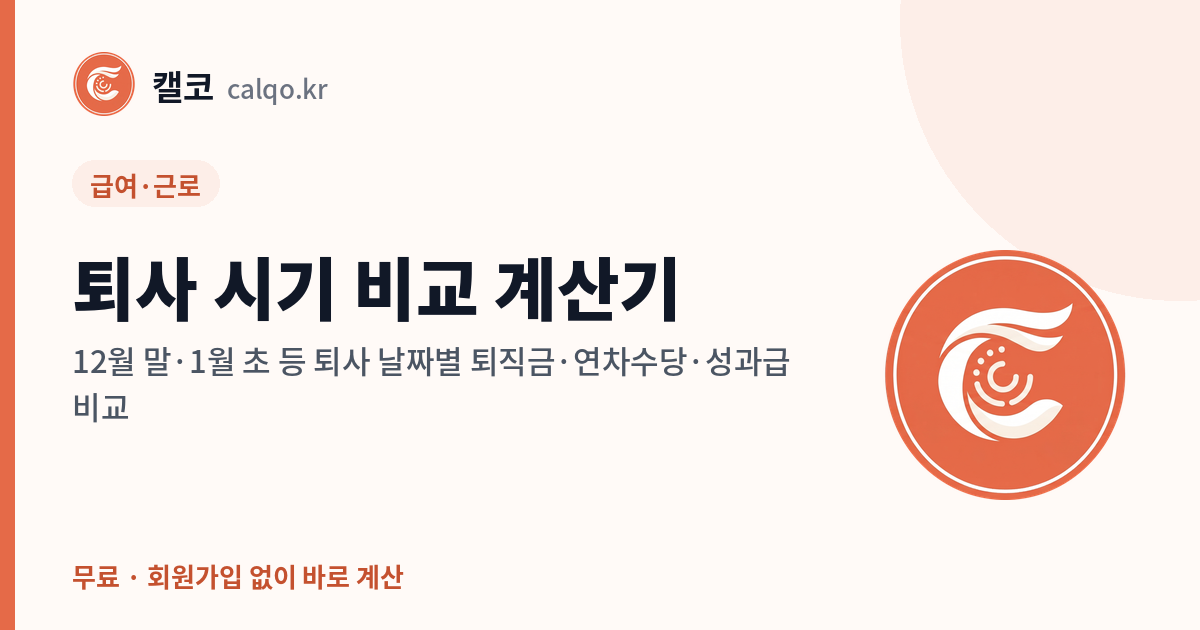 캘코 calqo.kr
급여·근로
퇴사 시기 비교 계산기
12월 말·1월 초 등 퇴사 날짜별 퇴직금·연차수당·성과급
비교
무료 · 회원가입 없이 바로 계산